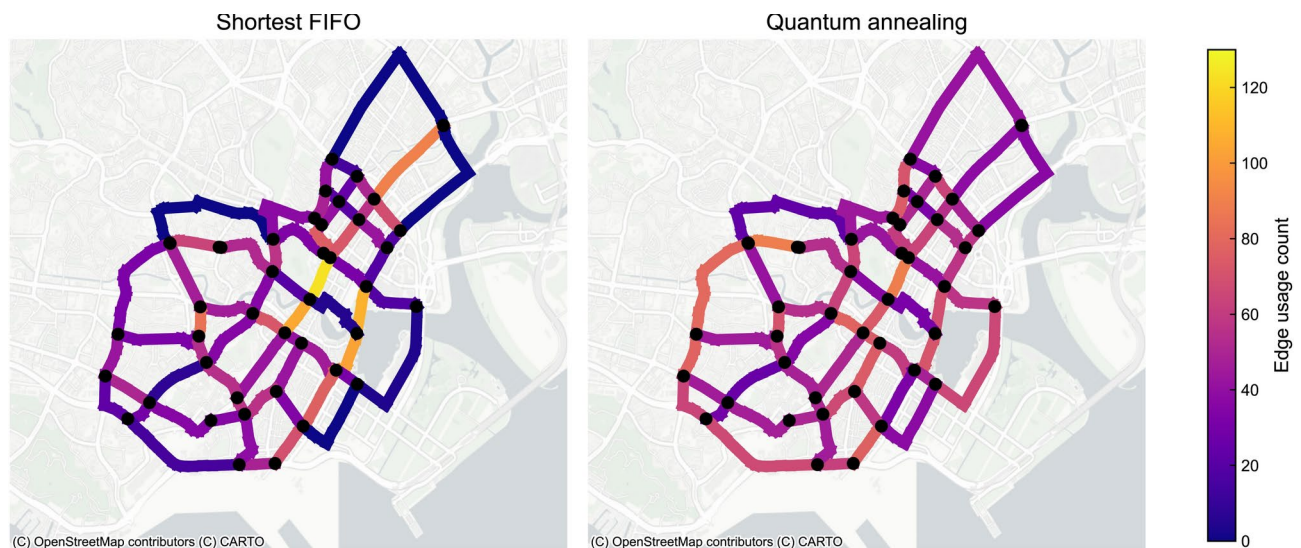 Shortest FIFO
Quantum annealing
120
100
80
60
40
20
0
Edge usage count
(C) OpenStreetMap contributors (C) CARTO
(C) OpenStreetMap contributors (C) CARTO